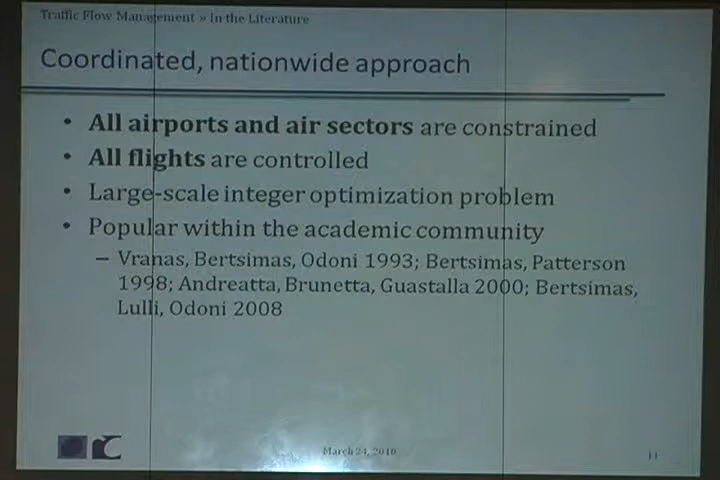 Traffic Flow Management » In the Literature
Coordinated, nationwide approach
• All airports and air sectors are constrained
• All flights are controlled
• Large-scale integer optimization problem
• Popular within the academic community
– Vranas, Bertsimas, Odoni 1993; Bertsimas, Patterson
1998; Andreatta, Brunetta, Guastalla 2000; Bertsimas,
Lulli, Odoni 2008
March 24, 2010
11